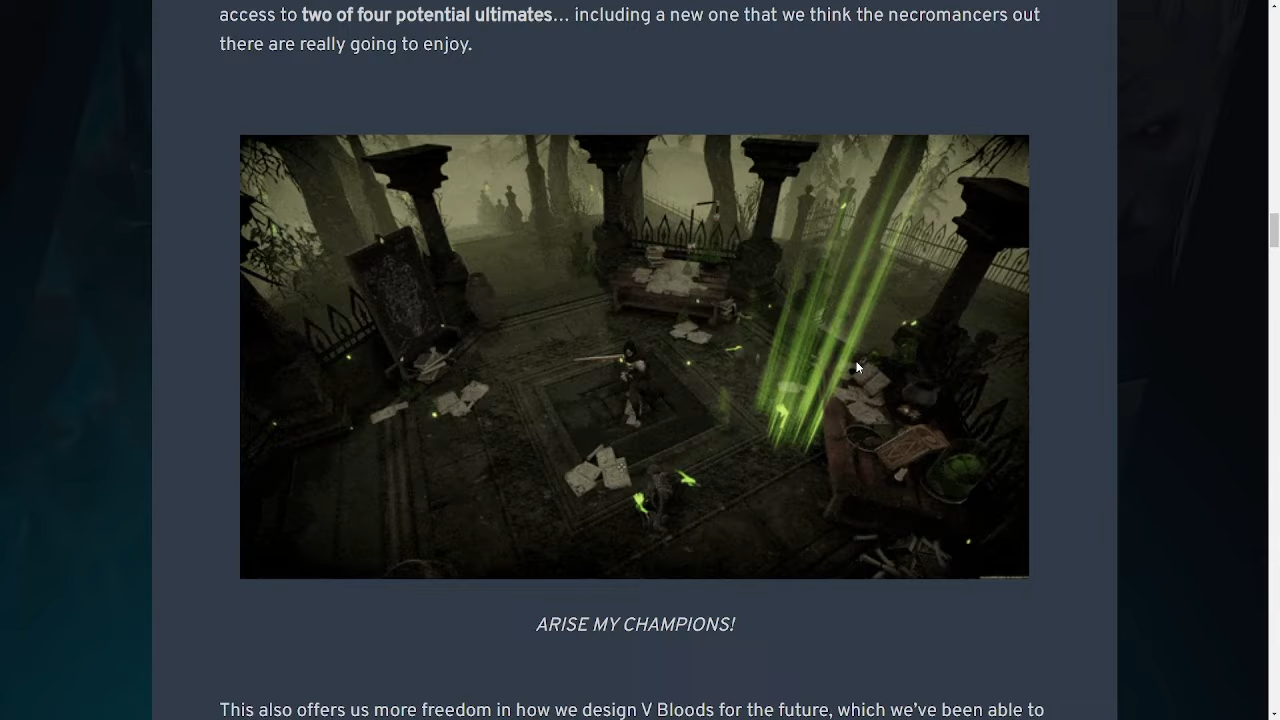 access to two of four potential ultimates… including a new one that we think the necromancers out
there are really going to enjoy.
ARISE MY CHAMPIONS!
This also offers us more freedom in how we design V Bloods for the future, which we’ve been able to